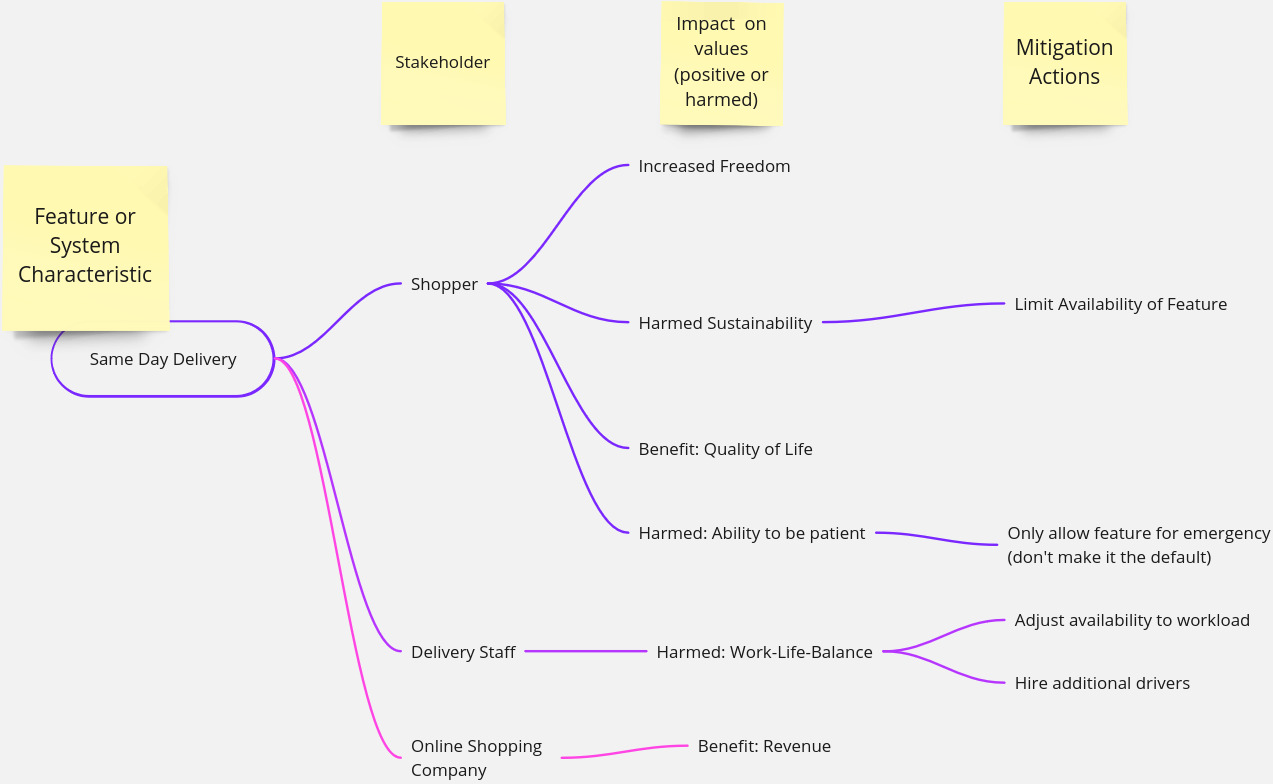 Stakeholder
Impact on
values
(positive or
harmed)
Mitigation
Actions
Feature or
System
Characteristic
Same Day Delivery
Shopper
Increased Freedom
Harmed Sustainability
Limit Availability of Feature
Benefit: Quality of Life
Harmed: Ability to be patient
Only allow feature for emergency
(don't make it the default)
Delivery Staff
Harmed: Work-Life-Balance
Adjust availability to workload
Hire additional drivers
Online Shopping
Company
Benefit: Revenue